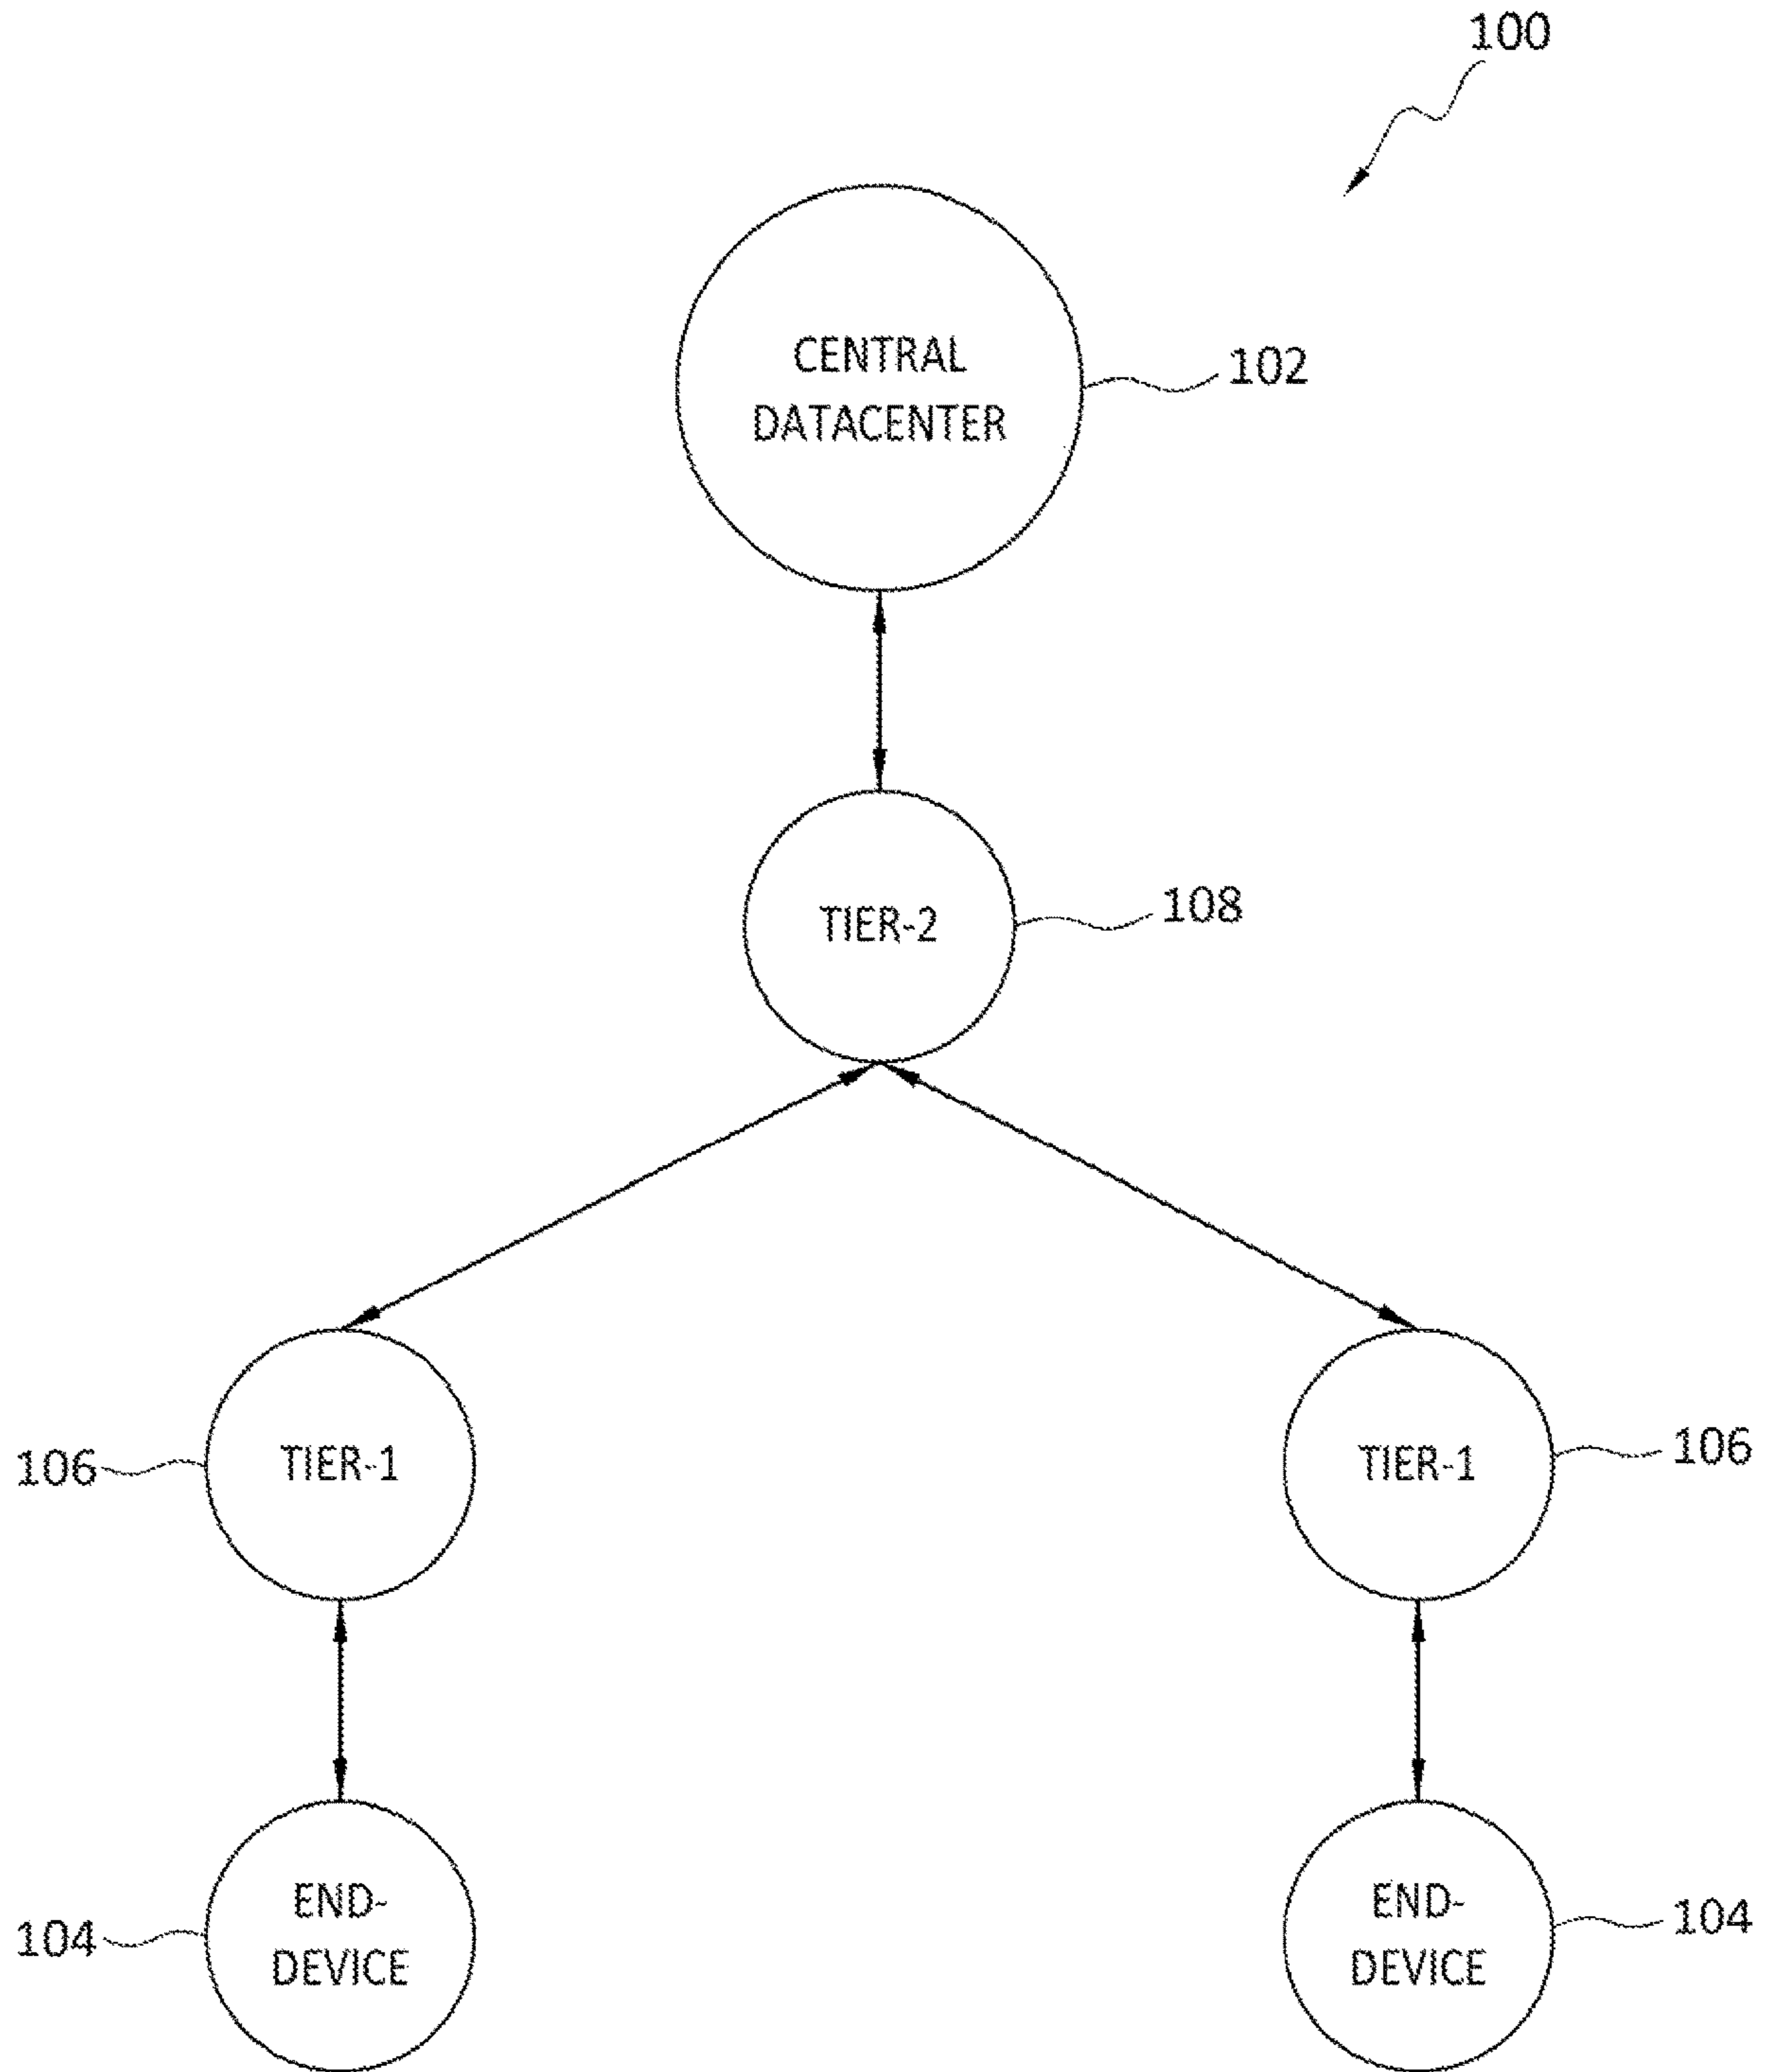 100
CENTRAL
DATACENTER
102
TIER-2
108
106
TIER-1
TIER-1
106
104
END-
DEVICE
END-
DEVICE
104